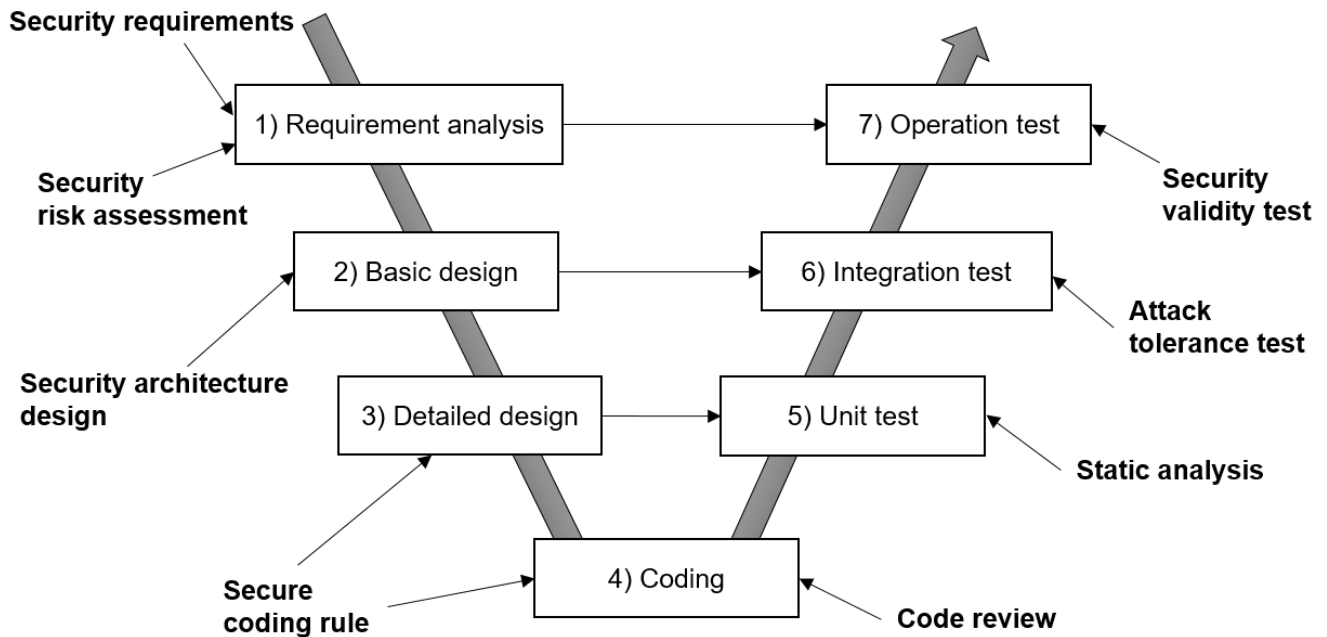 Security requirements
1) Requirement analysis
7) Operation test
Security
risk assessment
Security
validity test
2) Basic design
6) Integration test
Attack
tolerance test
Security architecture
design
3) Detailed design
5) Unit test
Static analysis
4) Coding
Secure
coding rule
Code review